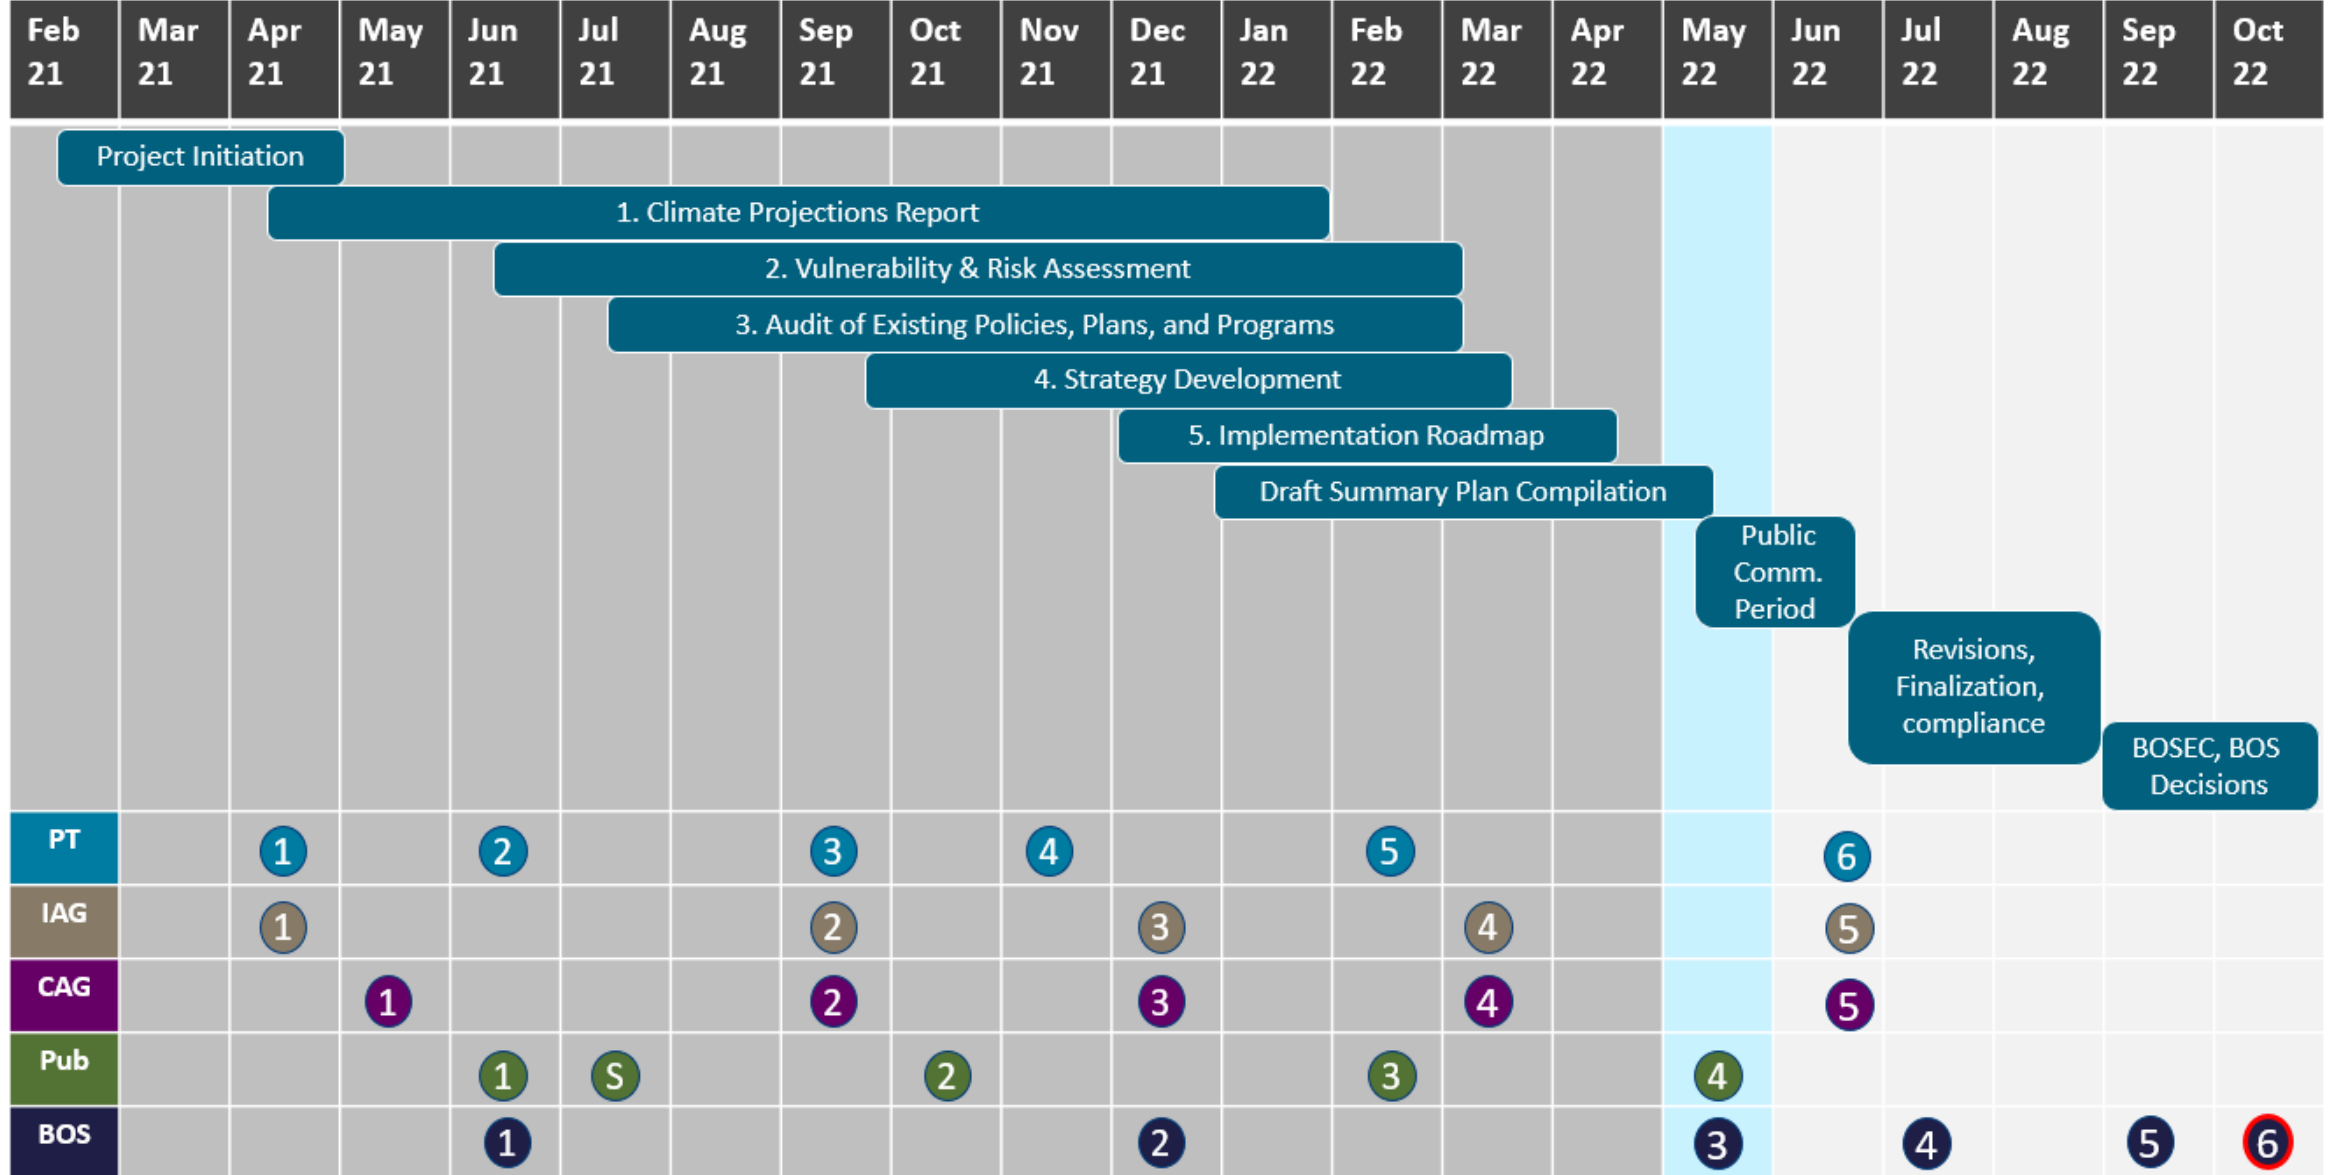 Feb Mar Apr May Jun Jul Aug Sep Oct Nov Dec Jan Feb Mar Apr May Jun Jul Aug Sep Oct
21 21 21 21 21 21 21 21 21 21 21 22 22 22 22 22 22 22 22 22 22
Project Initiation
1. Climate Projections Report
2. Vulnerability & Risk Assessment
3. Audit of Existing Policies, Plans, and Programs
4. Strategy Development
5. Implementation Roadmap
Draft Summary Plan Compilation
Public
Comm.
Period
Revisions,
Finalization,
compliance
BOSEC, BOS
Decisions
PT 1 2 3 4 5 6
IAG 1 2 3 4 5
CAG 1 2 3 4 5
Pub 1 S 2 3 4
BOS 1 2 3 4 5 6